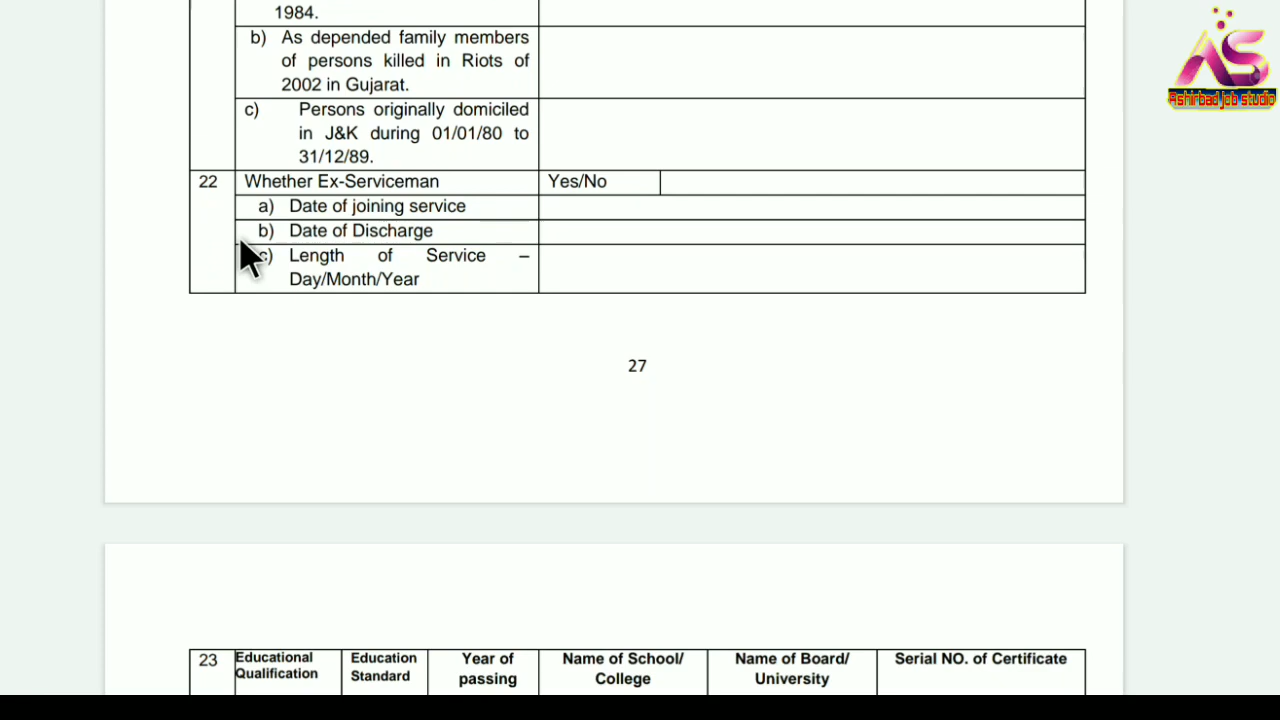 1984.
b) As depended family members
of persons killed in Riots of
2002 in Gujarat.
c) Persons originally domiciled
in J&K during 01/01/80 to
31/12/89.
22 Whether Ex-Serviceman Yes/No
a) Date of joining service
b) Date of Discharge
c) Length of Service –
Day/Month/Year
27
23 Educational Qualification Education Standard Year of passing Name of School/ College Name of Board/ University Serial NO. of Certificate
AS
Ashirbad job studio